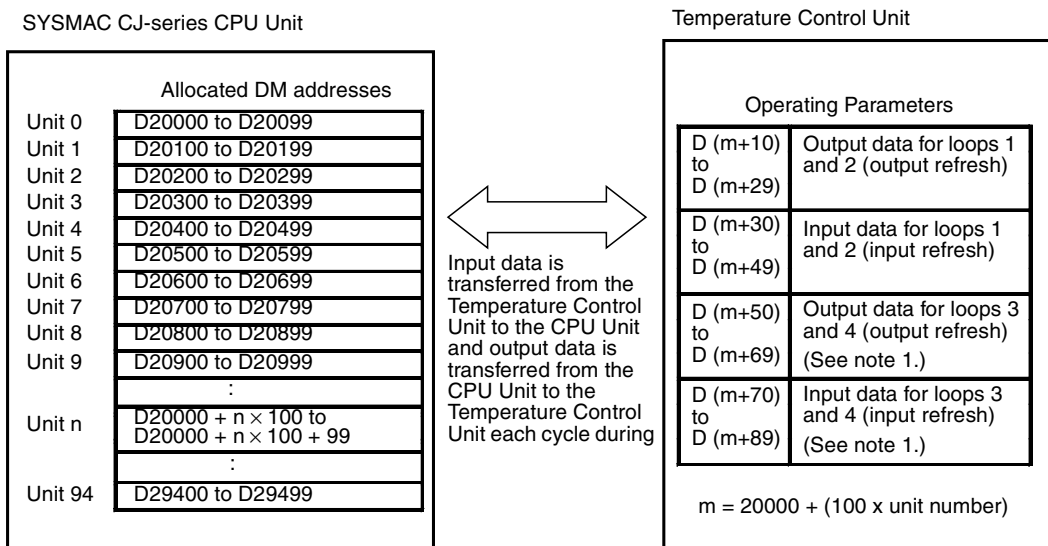 SYSMAC CJ-series CPU Unit
Allocated DM addresses
Unit 0 D20000 to D20099
Unit 1 D20100 to D20199
Unit 2 D20200 to D20299
Unit 3 D20300 to D20399
Unit 4 D20400 to D20499
Unit 5 D20500 to D20599
Unit 6 D20600 to D20699
Unit 7 D20700 to D20799
Unit 8 D20800 to D20899
Unit 9 D20900 to D20999
:
Unit n D20000 + n × 100 to
D20000 + n × 100 + 99
:
Unit 94 D29400 to D29499
Input data is
transferred from the
Temperature Control
Unit to the CPU Unit
and output data is
transferred from the
CPU Unit to the
Temperature Control
Unit each cycle during
Temperature Control Unit
Operating Parameters
D (m+10)
to
D (m+29)
Output data for loops 1
and 2 (output refresh)
D (m+30)
to
D (m+49)
Input data for loops 1
and 2 (input refresh)
D (m+50)
to
D (m+69)
Output data for loops 3
and 4 (output refresh)
(See note 1.)
D (m+70)
to
D (m+89)
Input data for loops 3
and 4 (input refresh)
(See note 1.)
m = 20000 + (100 x unit number)